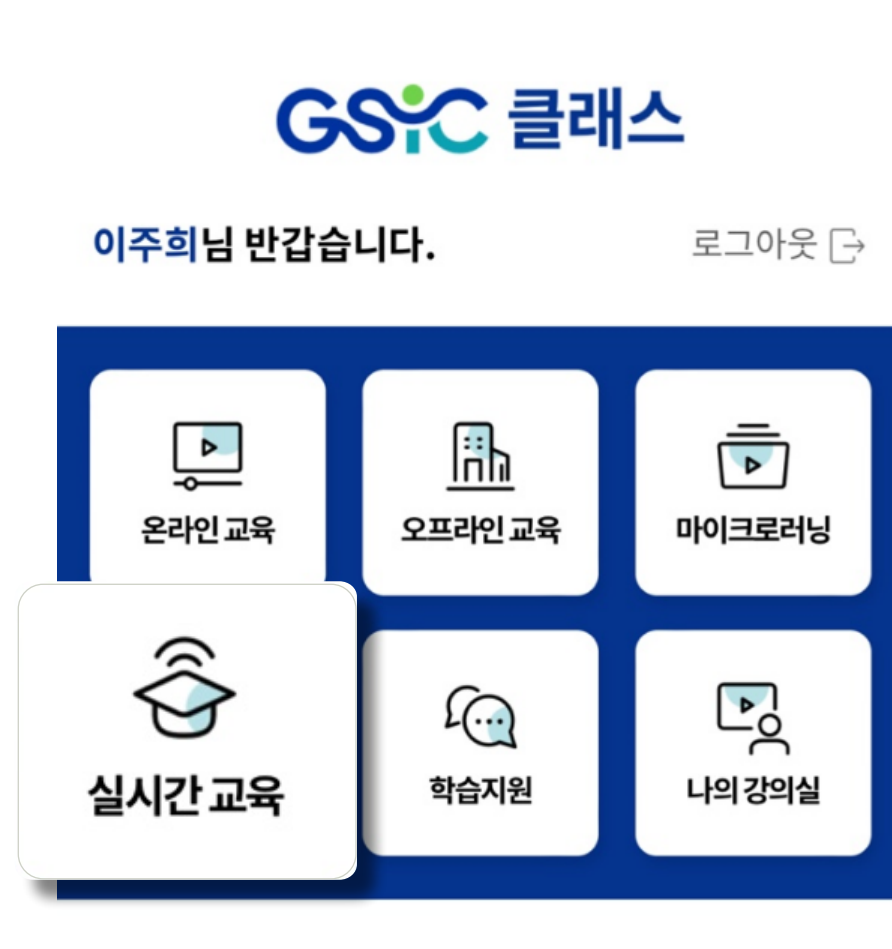 GSiC 클래스
이주희님 반갑습니다.
로그아웃
온라인 교육
오프라인 교육
마이크로러닝
실시간 교육
학습지원
나의 강의실